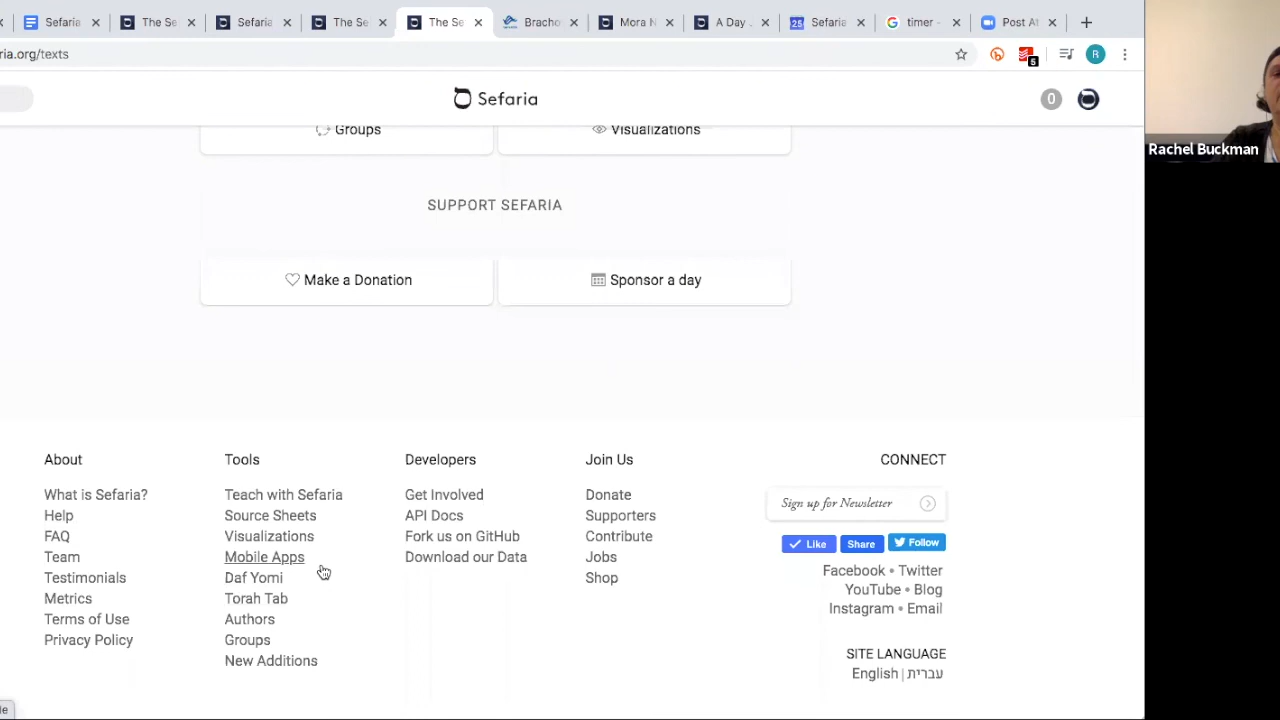 Sefaria
The Se
Sefaria
The Se
The Se
Bracho
Mora N
A Day
Sefaria
timer -
Post At
ria.org/texts
5
R
Sefaria
0
Groups
Visualizations
SUPPORT SEFARIA
Make a Donation
Sponsor a day
About
What is Sefaria?
Help
FAQ
Team
Testimonials
Metrics
Terms of Use
Privacy Policy
Tools
Teach with Sefaria
Source Sheets
Visualizations
Mobile Apps
Daf Yomi
Torah Tab
Authors
Groups
New Additions
Developers
Get Involved
API Docs
Fork us on GitHub
Download our Data
Join Us
Donate
Supporters
Contribute
Jobs
Shop
CONNECT
Sign up for Newsletter
Like Share Follow
Facebook • Twitter
YouTube • Blog
Instagram • Email
SITE LANGUAGE
English | עברית
Rachel Buckman